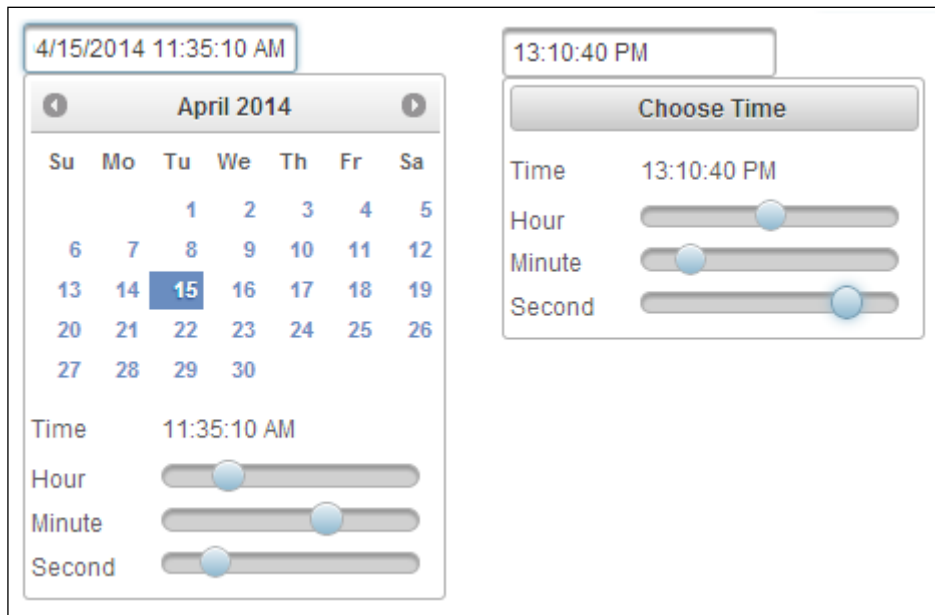 4/15/2014 11:35:10 AM
April 2014
Su Mo Tu We Th Fr Sa
1 2 3 4 5
6 7 8 9 10 11 12
13 14 15 16 17 18 19
20 21 22 23 24 25 26
27 28 29 30
Time 11:35:10 AM
Hour
Minute
Second
13:10:40 PM
Choose Time
Time 13:10:40 PM
Hour
Minute
Second